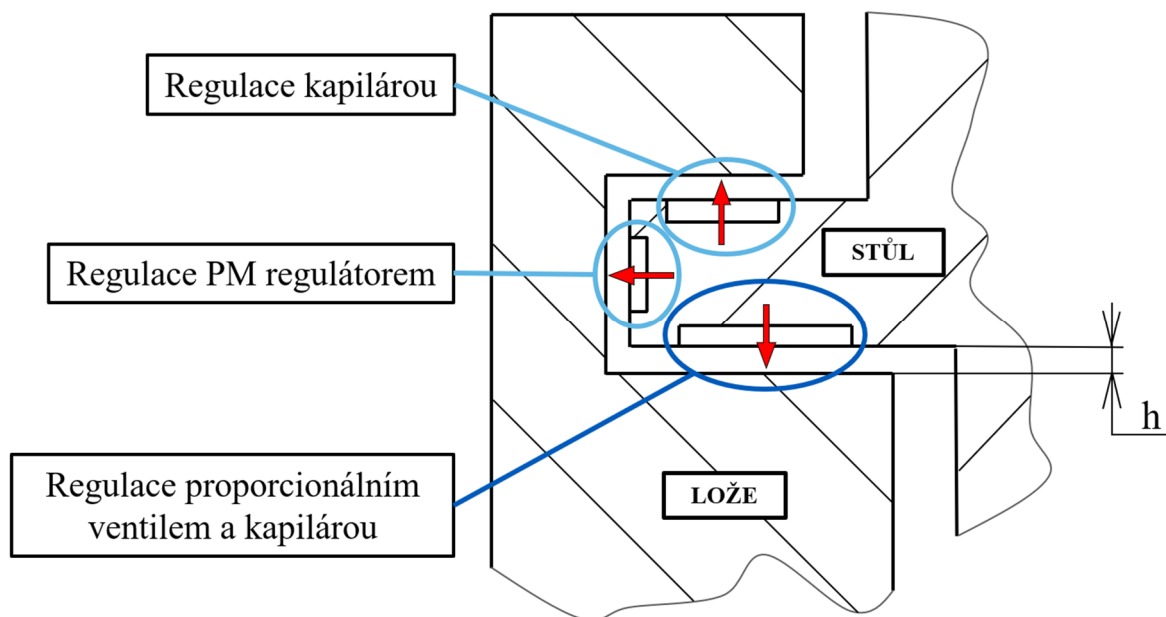 Regulace kapilárou
Regulace PM regulátorem
STŮL
h
Regulace proporcionálním
ventilem a kapilárou
LOŽE